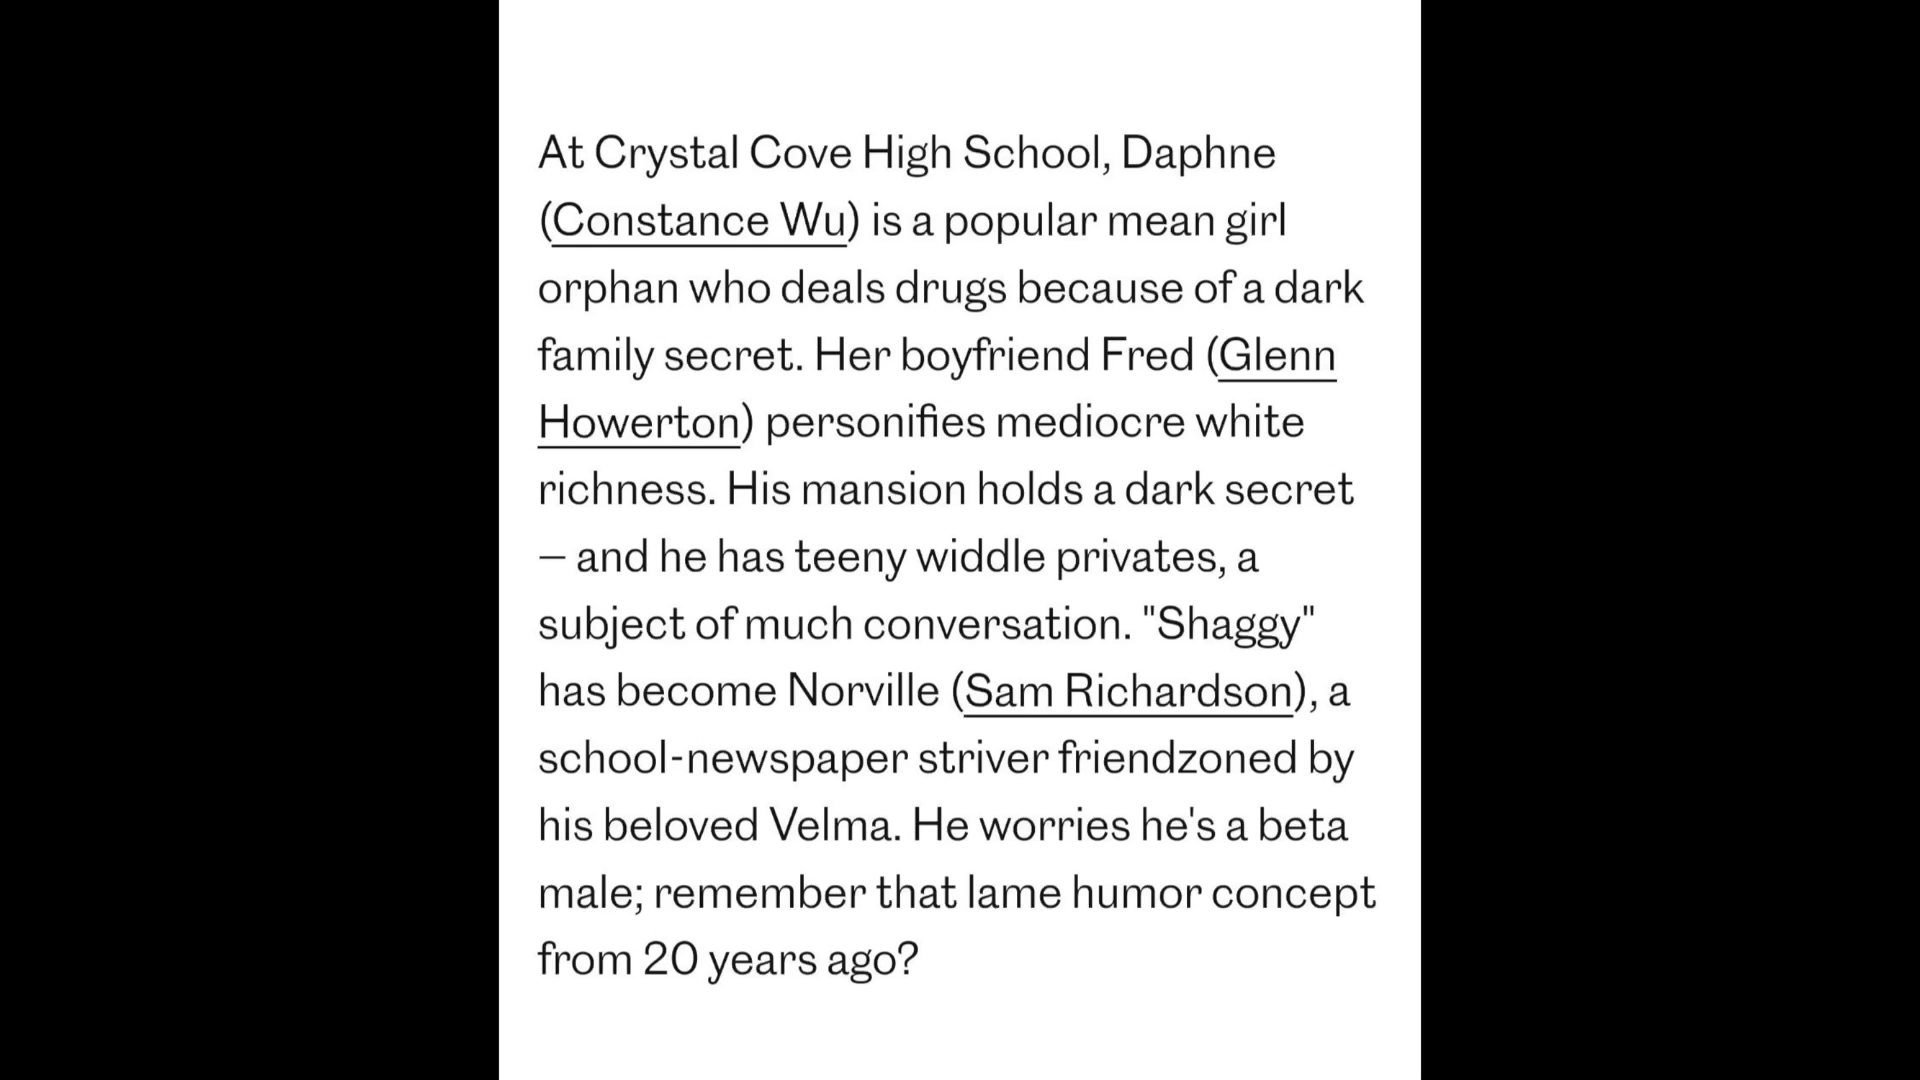 At Crystal Cove High School, Daphne
(Constance Wu) is a popular mean girl
orphan who deals drugs because of a dark
family secret. Her boyfriend Fred (Glenn
Howerton) personifies mediocre white
richness. His mansion holds a dark secret
— and he has teeny widdle privates, a
subject of much conversation. "Shaggy"
has become Norville (Sam Richardson), a
school-newspaper striver friendzoned by
his beloved Velma. He worries he's a beta
male; remember that lame humor concept
from 20 years ago?